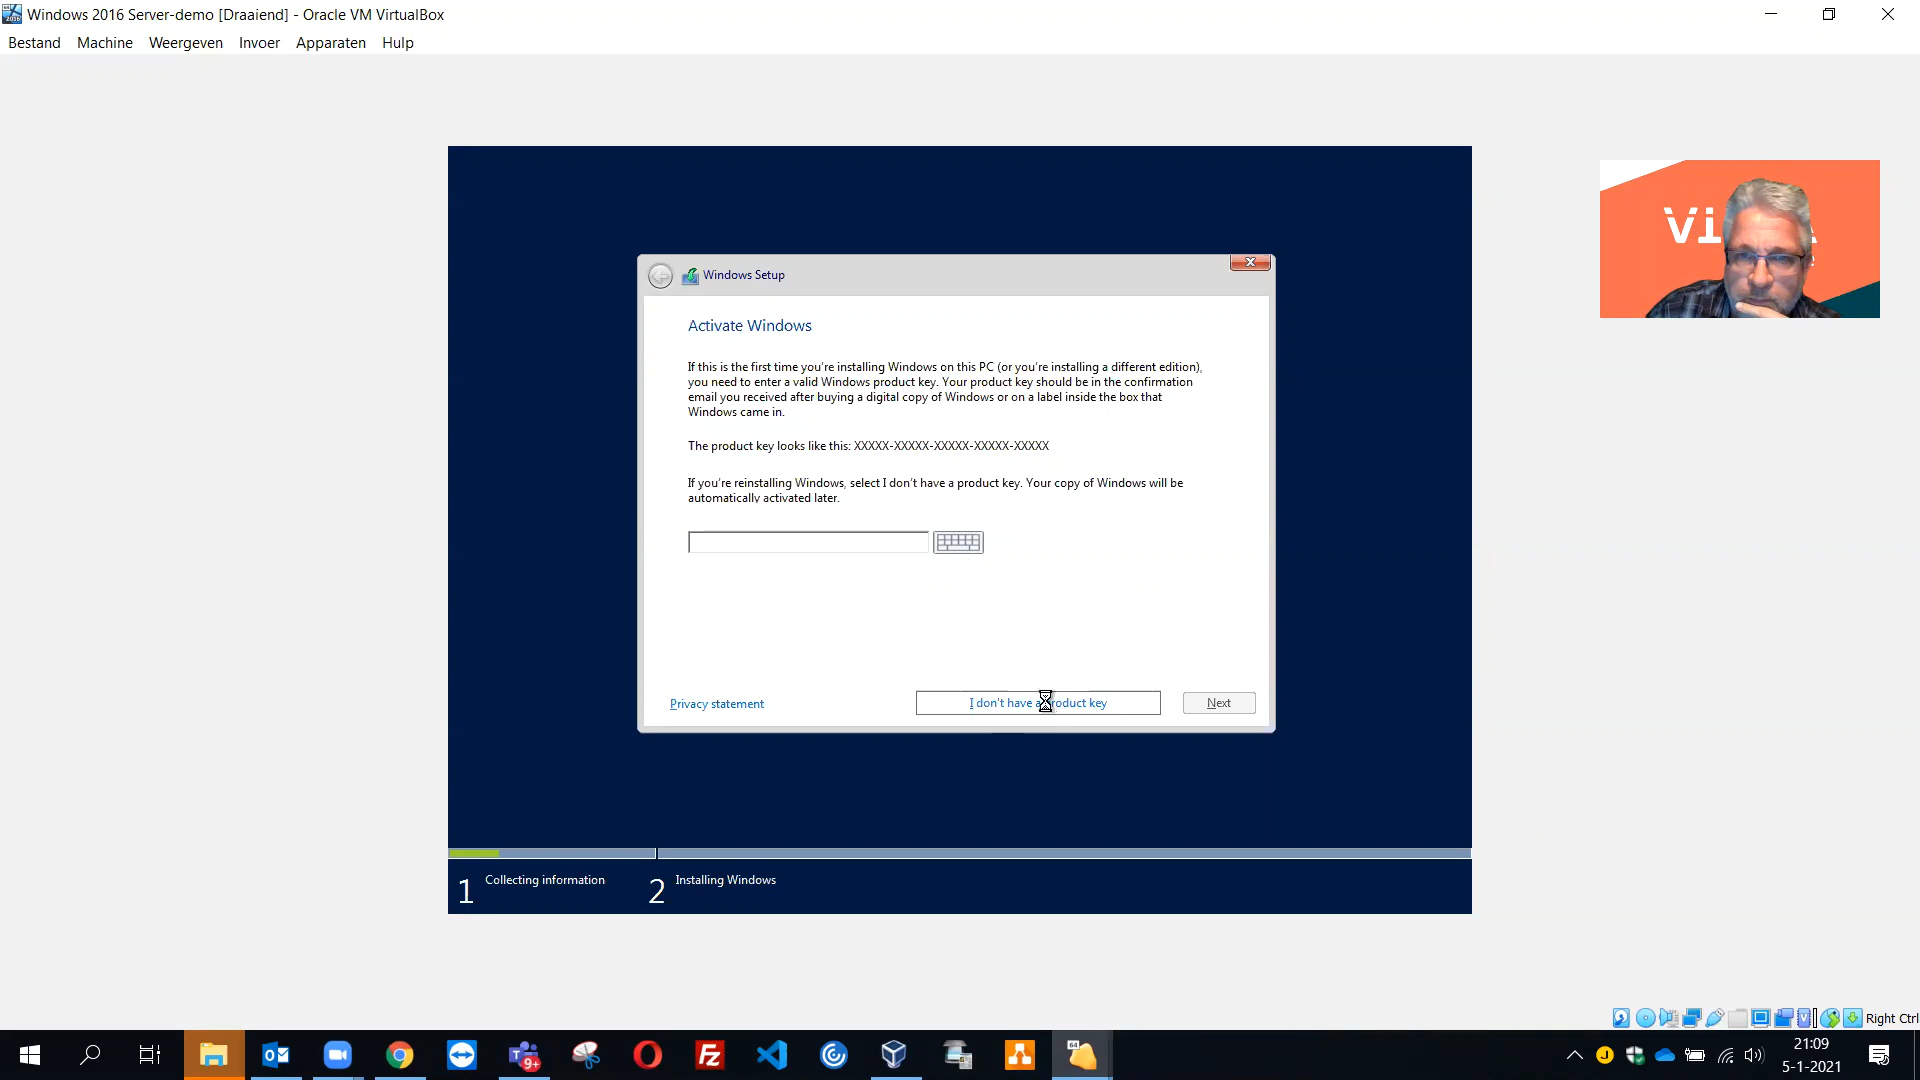 Windows 2016 Server-demo [Draaiend] - Oracle VM VirtualBox
Bestand Machine Weergeven Invoer Apparaten Hulp
Windows Setup
Activate Windows
If this is the first time you're installing Windows on this PC (or you're installing a different edition),
you need to enter a valid Windows product key. Your product key should be in the confirmation
email you received after buying a digital copy of Windows or on a label inside the box that
Windows came in.
The product key looks like this: XXXXX-XXXXX-XXXXX-XXXXX-XXXXX
If you're reinstalling Windows, select I don't have a product key. Your copy of Windows will be
automatically activated later.
Privacy statement
I don't have a product key
Next
1 Collecting information
2 Installing Windows
Right Ctrl
9+
64
J
21:09
5-1-2021